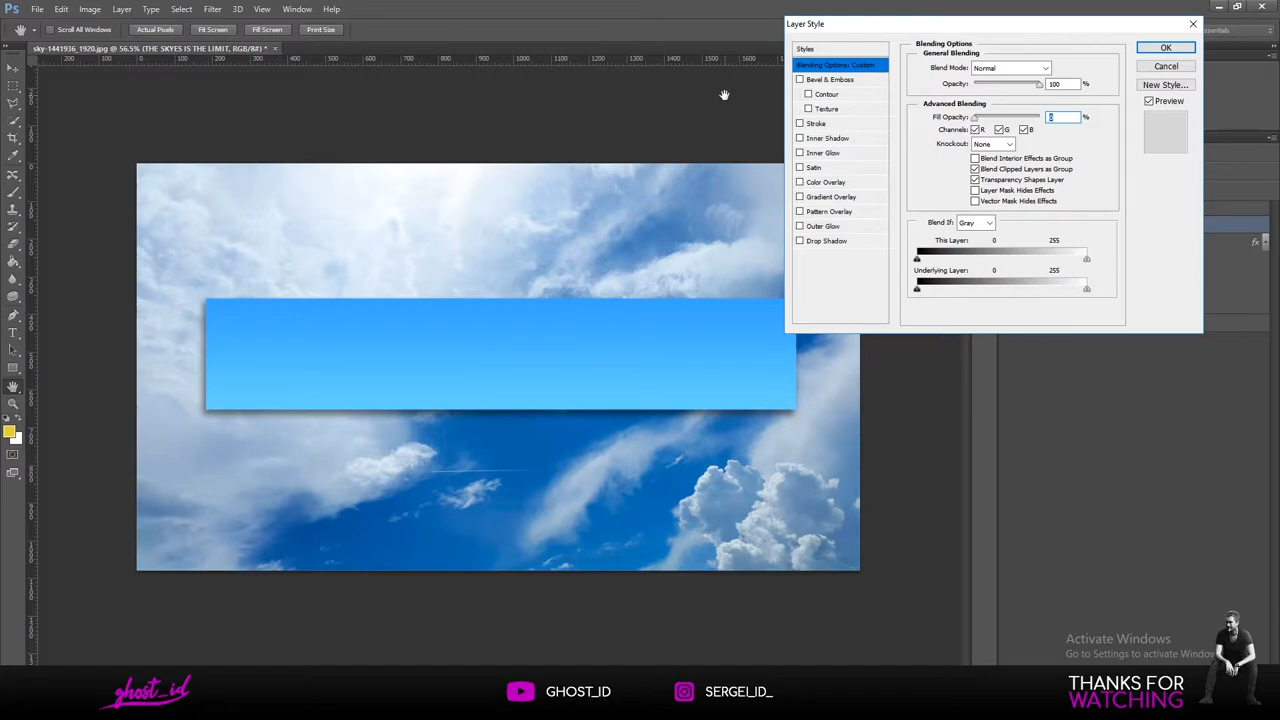 Ps File Edit Image Layer Type Select Filter 3D View Window Help
Scroll All Windows Actual Pixels Fit Screen Fill Screen Print Size
sky-1441936_1920.jpg @ 56.5% (THE SKYES IS THE LIMIT, RGB/8#) * ×
Layer Style
Styles
Blending Options: Custom
Bevel & Emboss
Contour
Texture
Stroke
Inner Shadow
Inner Glow
Satin
Color Overlay
Gradient Overlay
Pattern Overlay
Outer Glow
Drop Shadow
Blending Options
General Blending
Blend Mode: Normal
Opacity: 100 %
Advanced Blending
Fill Opacity: 0 %
Channels: R G B
Knockout: None
Blend Interior Effects as Group
Blend Clipped Layers as Group
Transparency Shapes Layer
Layer Mask Hides Effects
Vector Mask Hides Effects
Blend If: Gray
This Layer: 0 255
Underlying Layer: 0 255
OK
Cancel
New Style...
Preview
fx
Activate Windows
Go to Settings to activate Window
ghost_id
GHOST_ID
SERGEI_ID_
THANKS FOR
WATCHING